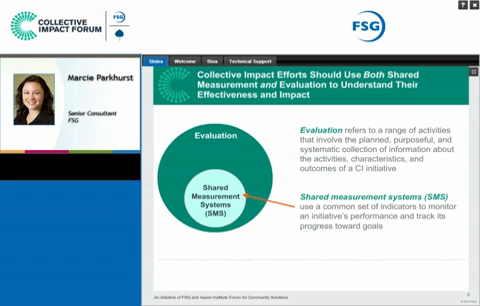 COLLECTIVE
IMPACT FORUM
FSG
FSG
Marcie Parkhurst
Senior Consultant
FSG
Slides
Welcome
Bios
Technical Support
Collective Impact Efforts Should Use Both Shared
Measurement and Evaluation to Understand Their
Effectiveness and Impact
Evaluation
Shared
Measurement
Systems
(SMS)
Evaluation refers to a range of activities
that involve the planned, purposeful, and
systematic collection of information about
the activities, characteristics, and
outcomes of a CI initiative
Shared measurement systems (SMS)
use a common set of indicators to monitor
an initiative's performance and track its
progress toward goals
An Initiative of FSG and Aspen Institute Forum for Community Solutions